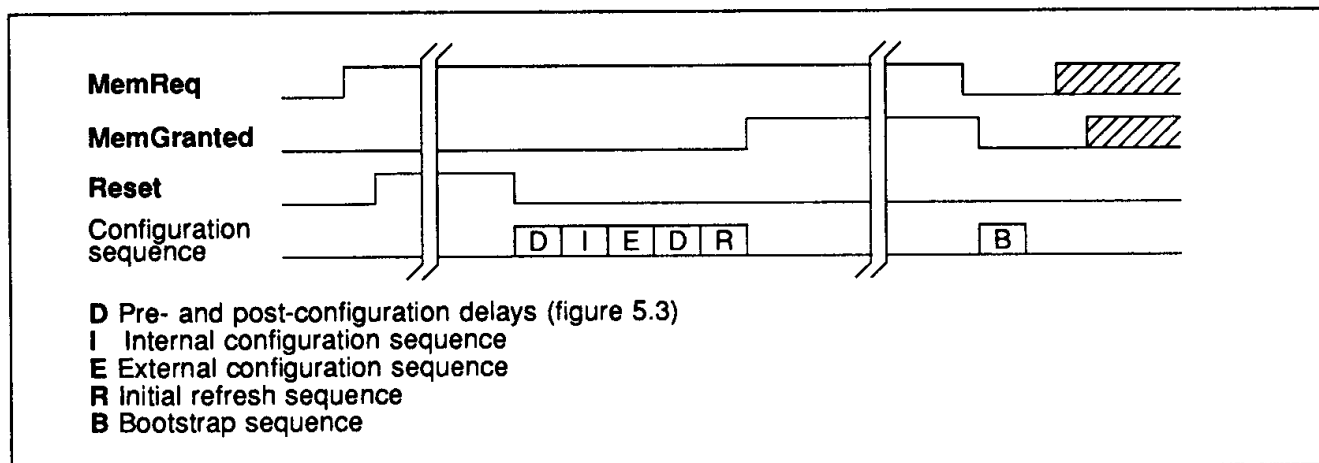 MemReq
MemGranted
Reset
Configuration
sequence
D I E D R
B
D Pre- and post-configuration delays (figure 5.3)
I Internal configuration sequence
E External configuration sequence
R Initial refresh sequence
B Bootstrap sequence